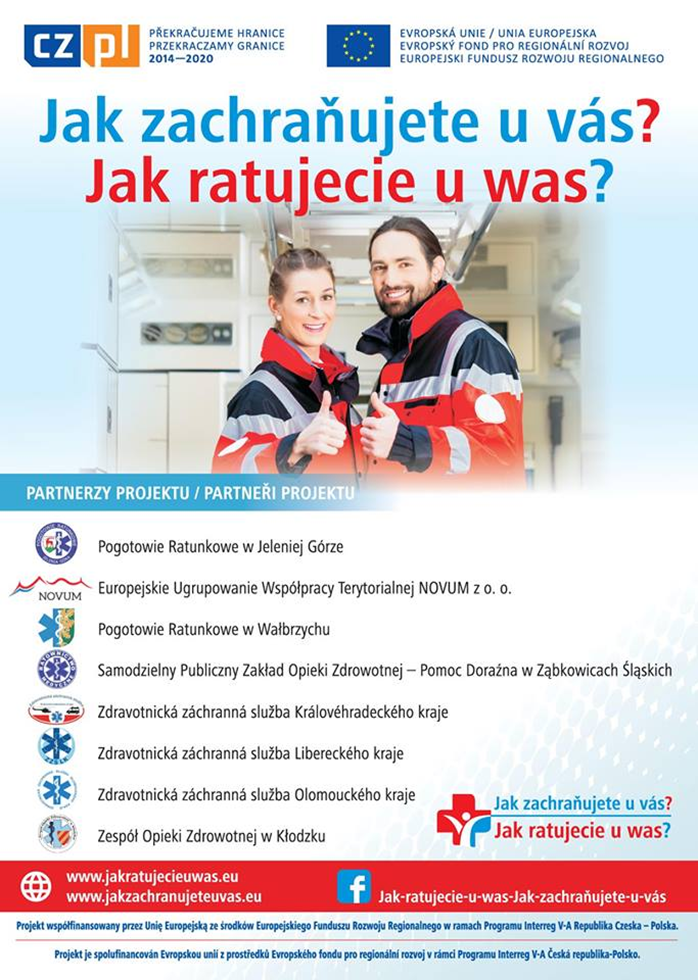 cz pl
PŘEKRAČUJEME HRANICE
PRZEKRACZAMY GRANICE
2014—2020
EVROPSKÁ UNIE / UNIA EUROPEJSKA
EVROPSKÝ FOND PRO REGIONÁLNÍ ROZVOJ
EUROPEJSKI FUNDUSZ ROZWOJU REGIONALNEGO
Jak zachraňujete u vás?
Jak ratujecie u was?
PARTNERZY PROJEKTU / PARTNEŘI PROJEKTU
Pogotowie Ratunkowe w Jeleniej Górze
NOVUM
Europejskie Ugrupowanie Współpracy Terytorialnej NOVUM z o. o.
Pogotowie Ratunkowe w Wałbrzychu
Samodzielny Publiczny Zakład Opieki Zdrowotnej – Pomoc Doraźna w Ząbkowicach Śląskich
Zdravotnická záchranná služba Královéhradeckého kraje
Zdravotnická záchranná služba Libereckého kraje
Zdravotnická záchranná služba Olomouckého kraje
Zespół Opieki Zdrowotnej w Kłodzku
Jak zachraňujete u vás?
Jak ratujecie u was?
www.jakratujecieuwas.eu
www.jakzachranujeteuvas.eu
Jak-ratujecie-u-was-Jak-zachraňujete-u-vás
Projekt współfinansowany przez Unię Europejską ze środków Europejskiego Funduszu Rozwoju Regionalnego w ramach Programu Interreg V-A Republika Czeska – Polska.
Projekt je spolufinancován Evropskou unií z prostředků Evropského fondu pro regionální rozvoj v rámci Programu Interreg V-A Česká republika-Polsko.